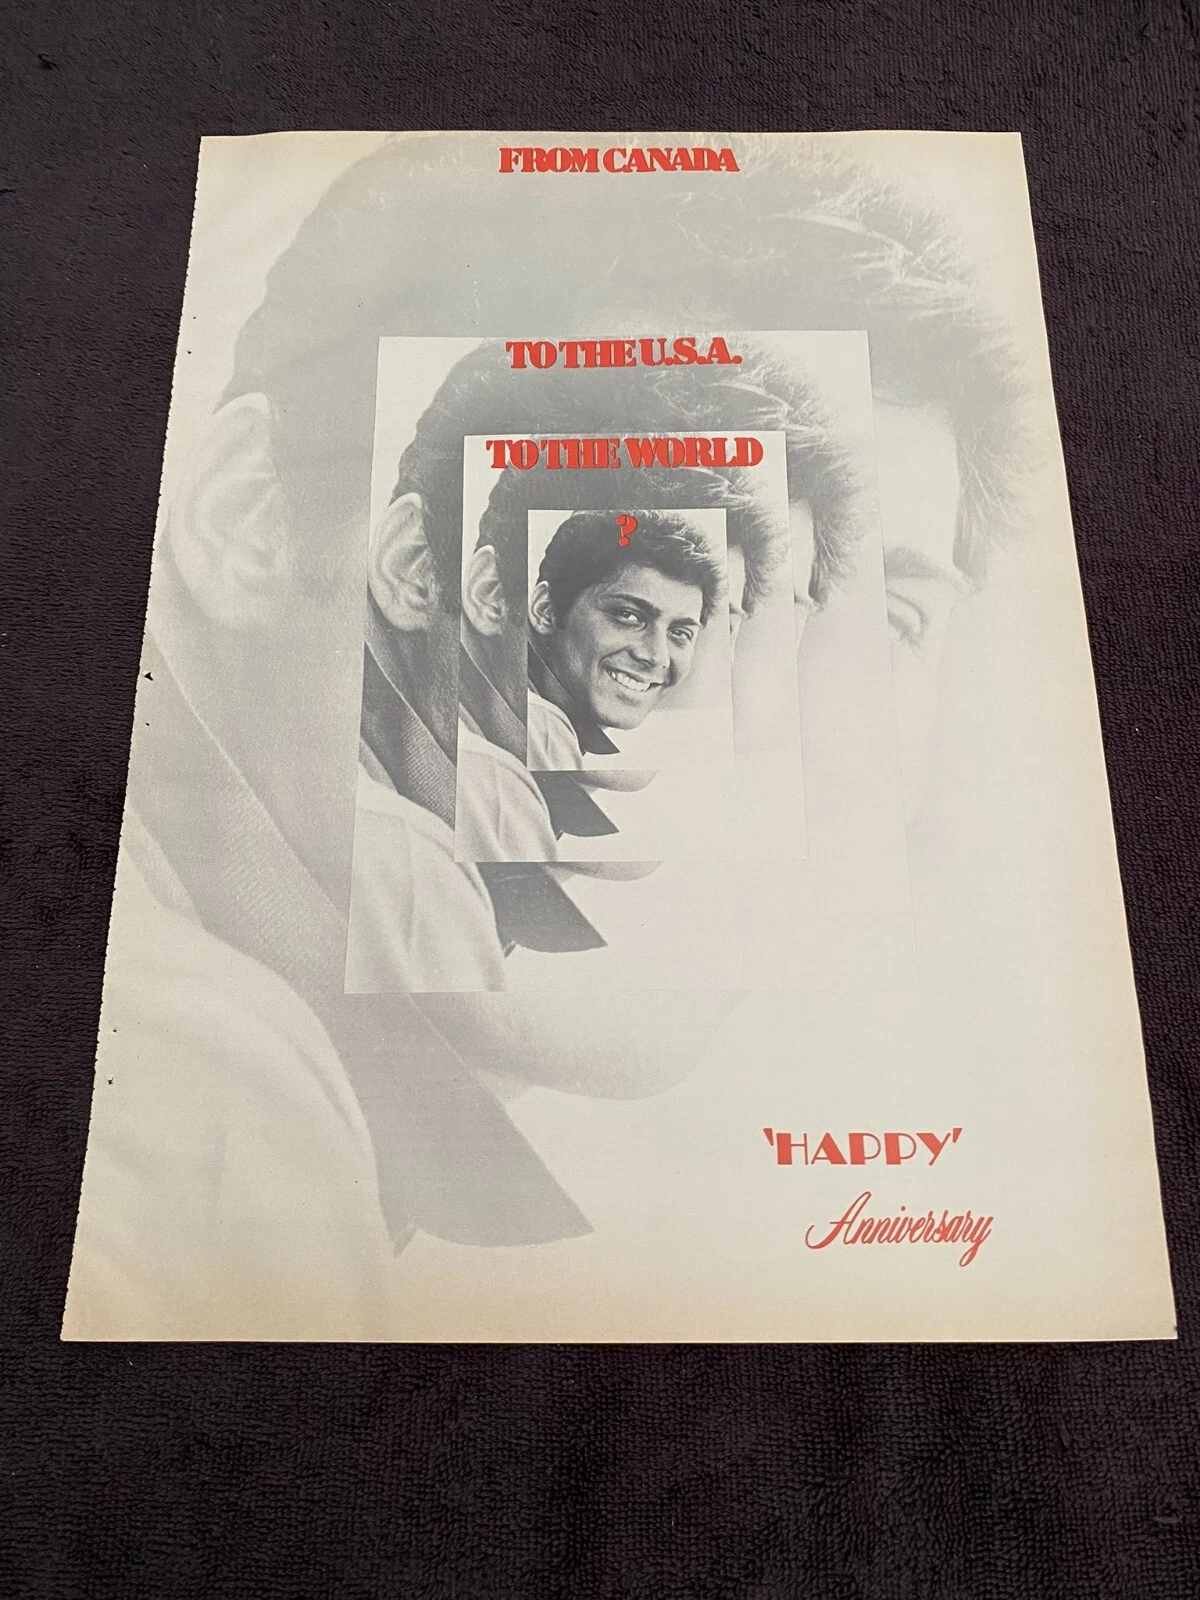 FROM CANADA
TO THE U.S.A.
TO THE WORLD
?
'HAPPY'
Anniversary